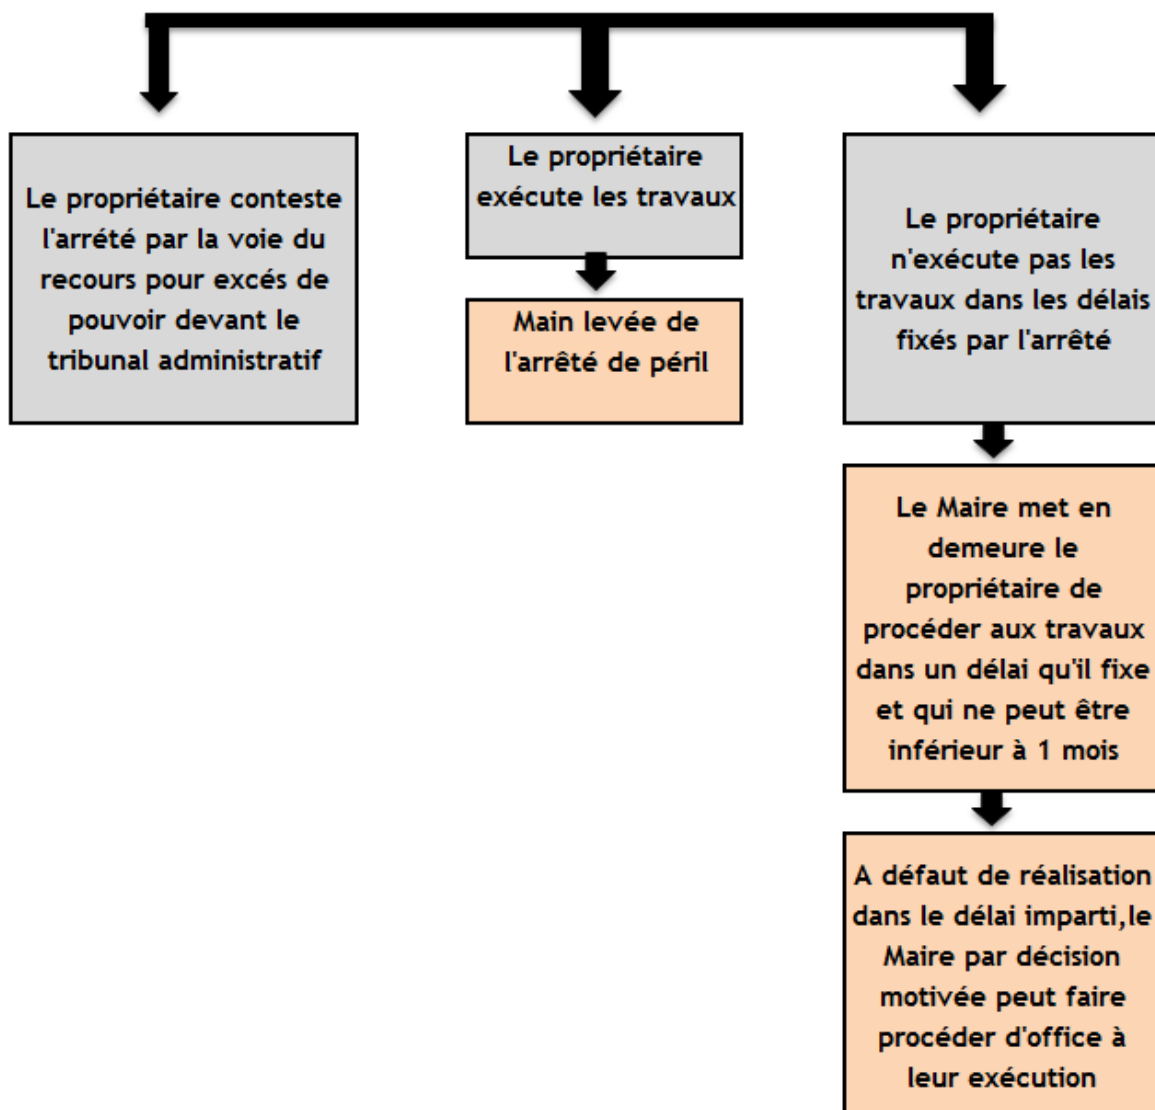 Le propriétaire conteste
l'arrété par la voie du
recours pour excés de
pouvoir devant le
tribunal administratif
Le propriétaire
exécute les travaux
Main levée de
l'arrêté de péril
Le propriétaire
n'exécute pas les
travaux dans les délais
fixés par l'arrêté
Le Maire met en
demeure le
propriétaire de
procéder aux travaux
dans un délai qu'il fixe
et qui ne peut être
inférieur à 1 mois
A défaut de réalisation
dans le délai imparti,le
Maire par décision
motivée peut faire
procéder d'office à
leur exécution